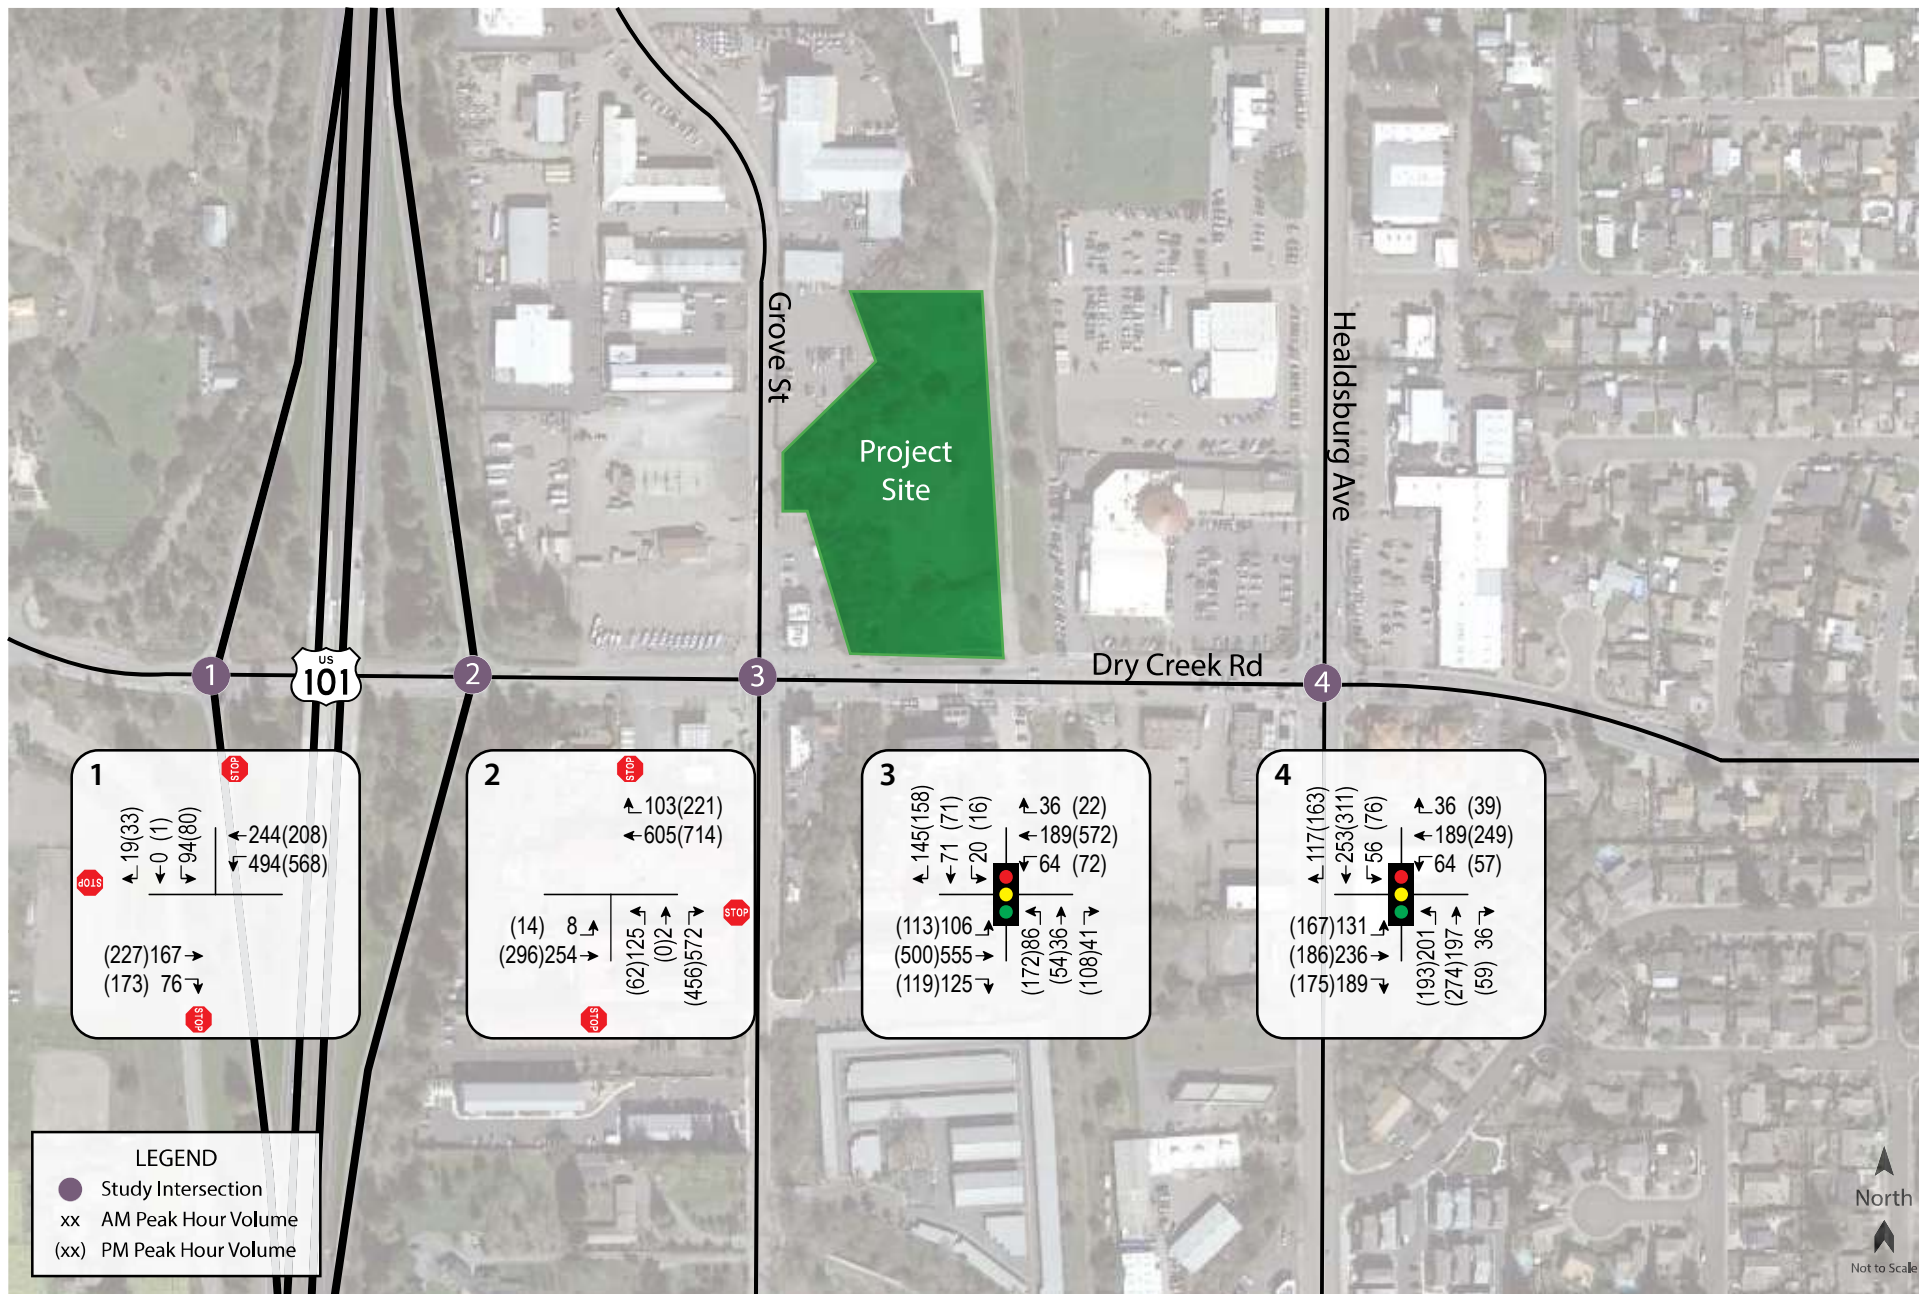 Grove St
Healdsburg Ave
Project
Site
Dry Creek Rd
US
101
1
2
3
4
1
STOP
19(33)
0 (1)
94(80)
244(208)
494(568)
STOP
(227)167
(173) 76
STOP
2
STOP
103(221)
605(714)
(14) 8
(296)254
(62)125
(0)2
(456)572
STOP
STOP
3
145(158)
71 (71)
20 (16)
36 (22)
189(572)
64 (72)
(113)106
(500)555
(119)125
(172)86
(54)36
(108)41
4
117(163)
253(311)
56 (76)
36 (39)
189(249)
64 (57)
(167)131
(186)236
(175)189
(193)201
(274)197
(59) 36
LEGEND
Study Intersection
xx AM Peak Hour Volume
(xx) PM Peak Hour Volume
North
Not to Scale